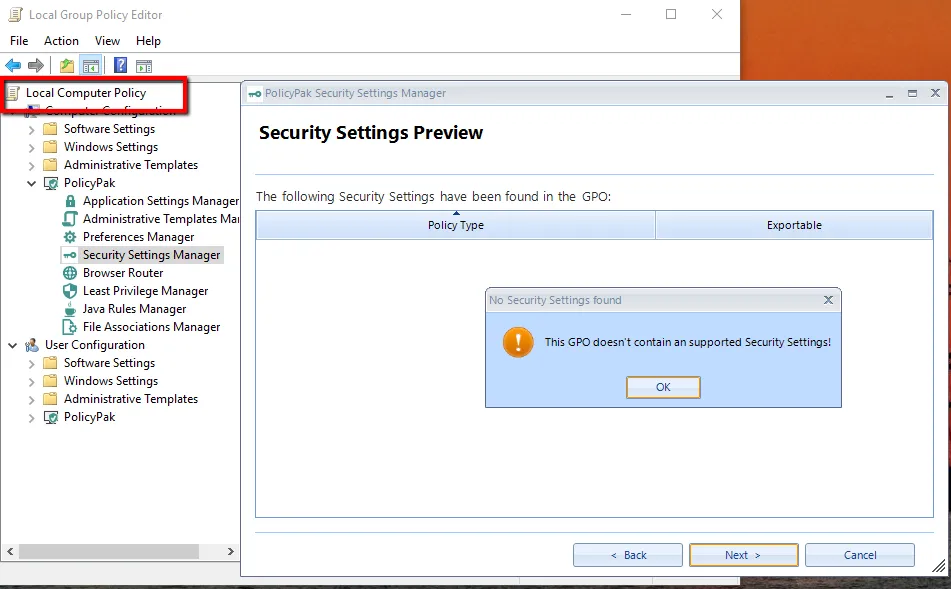 Local Group Policy Editor
File Action View Help
Local Computer Policy
Computer Configuration
Software Settings
Windows Settings
Administrative Templates
PolicyPak
Application Settings Manager
Administrative Templates Mar
Preferences Manager
Security Settings Manager
Browser Router
Least Privilege Manager
Java Rules Manager
File Associations Manager
User Configuration
Software Settings
Windows Settings
Administrative Templates
PolicyPak
PolicyPak Security Settings Manager
Security Settings Preview
The following Security Settings have been found in the GPO:
Policy Type Exportable
No Security Settings found
This GPO doesn't contain an supported Security Settings!
OK
< Back Next > Cancel